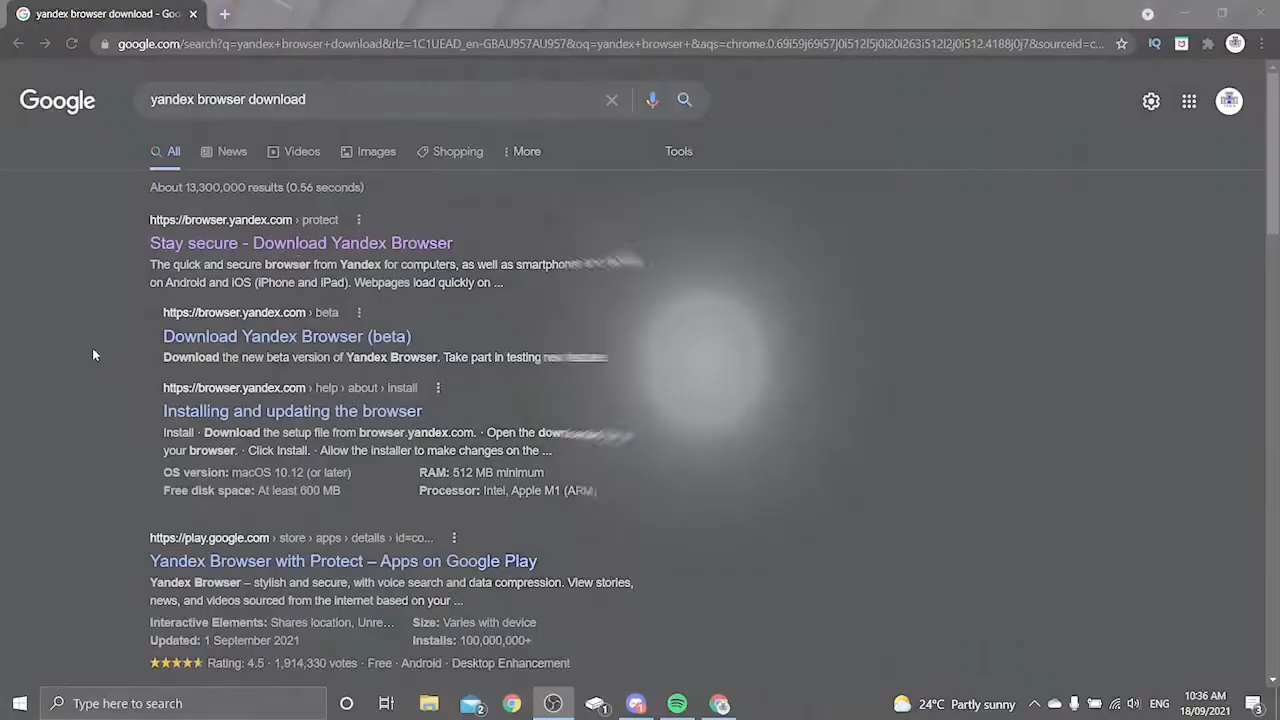 yandex browser download - Goo
google.com/search?q=yandex+browser+download&rlz=1C1UEAD_en-GBAU957AU957&oq=yandex+browser+&aqs=chrome.0.69i59j69i57j0i512l5j0i20i263i512l2j0i512.4188j0j7&sourceid=c...
Google
yandex browser download
All News Videos Images Shopping More Tools
About 13,300,000 results (0.56 seconds)
https://browser.yandex.com › protect
Stay secure - Download Yandex Browser
The quick and secure browser from Yandex for computers, as well as smartphone
on Android and iOS (iPhone and iPad). Webpages load quickly on ...
https://browser.yandex.com › beta
Download Yandex Browser (beta)
Download the new beta version of Yandex Browser. Take part in testing
https://browser.yandex.com › help › about › install
Installing and updating the browser
Install · Download the setup file from browser.yandex.com. · Open the
your browser. · Click Install. · Allow the installer to make changes on the ...
OS version: macOS 10.12 (or later) RAM: 512 MB minimum
Free disk space: At least 600 MB Processor: Intel, Apple M1 (ARM)
https://play.google.com › store › apps › details › id=co...
Yandex Browser with Protect – Apps on Google Play
Yandex Browser – stylish and secure, with voice search and data compression. View stories,
news, and videos sourced from the internet based on your ...
Interactive Elements: Shares location, Unre... Size: Varies with device
Updated: 1 September 2021 Installs: 100,000,000+
Rating: 4.5 · 1,914,330 votes · Free · Android · Desktop Enhancement
Type here to search
2
1
1
24°C Partly sunny
ENG
10:36 AM
18/09/2021
3